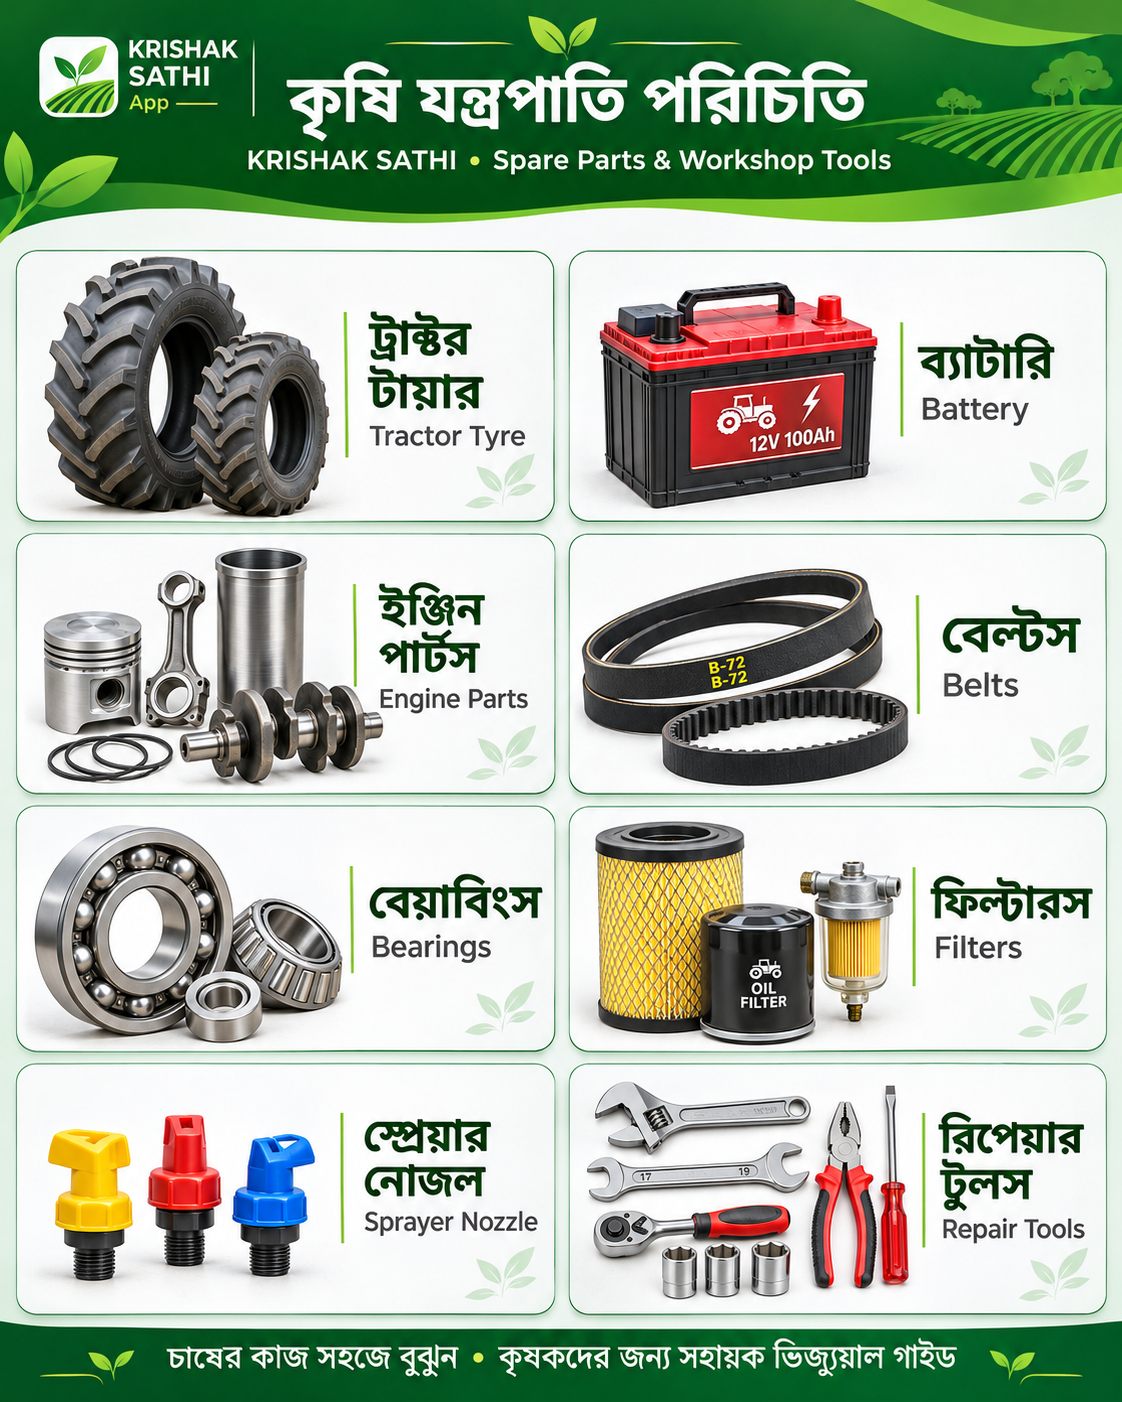 KRISHAK
SATHI
App
কৃষি যন্ত্রপাতি পরিচিতি
KRISHAK SATHI • Spare Parts & Workshop Tools
ট্রাক্টর
টায়ার
Tractor Tyre
12V 100Ah
ব্যাটারি
Battery
ইঞ্জিন
পার্টস
Engine Parts
B-72
B-72
বেল্টস
Belts
বেয়াবিংস
Bearings
OIL
FILTER
ফিল্টারস
Filters
স্প্রেয়ার
নোজল
Sprayer Nozzle
17 19
রিপেয়ার
টুলস
Repair Tools
চাষের কাজ সহজে বুঝুন • কৃষকদের জন্য সহায়ক ভিজ্যুয়াল গাইড